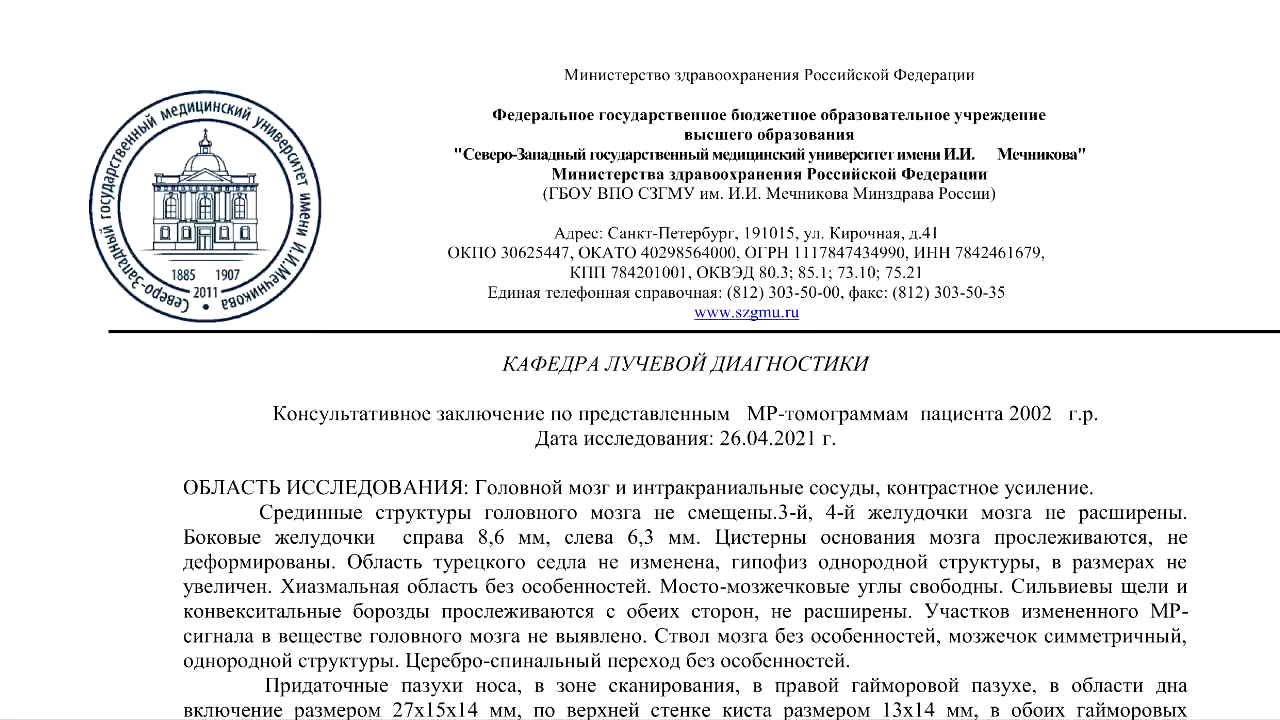 Министерство здравоохранения Российской Федерации
Федеральное государственное бюджетное образовательное учреждение
высшего образования
"Северо-Западный государственный медицинский университет имени И.И. Мечникова"
Министерства здравоохранения Российской Федерации
(ГБОУ ВПО СЗГМУ им. И.И. Мечникова Минздрава России)
Адрес: Санкт-Петербург, 191015, ул. Кирочная, д.41
ОКПО 30625447, ОКАТО 40298564000, ОГРН 1117847434990, ИНН 7842461679,
КПП 784201001, ОКВЭД 80.3; 85.1; 73.10; 75.21
Единая телефонная справочная: (812) 303-50-00, факс: (812) 303-50-35
www.szgmu.ru
Северо-Западный государственный медицинский университет имени И.И.Мечникова
1885 1907
2011
КАФЕДРА ЛУЧЕВОЙ ДИАГНОСТИКИ
Консультативное заключение по представленным МР-томограммам пациента 2002 г.р.
Дата исследования: 26.04.2021 г.
ОБЛАСТЬ ИССЛЕДОВАНИЯ: Головной мозг и интракраниальные сосуды, контрастное усиление.
Срединные структуры головного мозга не смещены.3-й, 4-й желудочки мозга не расширены.
Боковые желудочки справа 8,6 мм, слева 6,3 мм. Цистерны основания мозга прослеживаются, не
деформированы. Область турецкого седла не изменена, гипофиз однородной структуры, в размерах не
увеличен. Хиазмальная область без особенностей. Мосто-мозжечковые углы свободны. Сильвиевы щели и
конвекситальные борозды прослеживаются с обеих сторон, не расширены. Участков измененного МР-
сигнала в веществе головного мозга не выявлено. Ствол мозга без особенностей, мозжечок симметричный,
однородной структуры. Церебро-спинальный переход без особенностей.
Придаточные пазухи носа, в зоне сканирования, в правой гайморовой пазухе, в области дна
включение размером 27х15х14 мм, по верхней стенке киста размером 13х14 мм, в обоих гайморовых